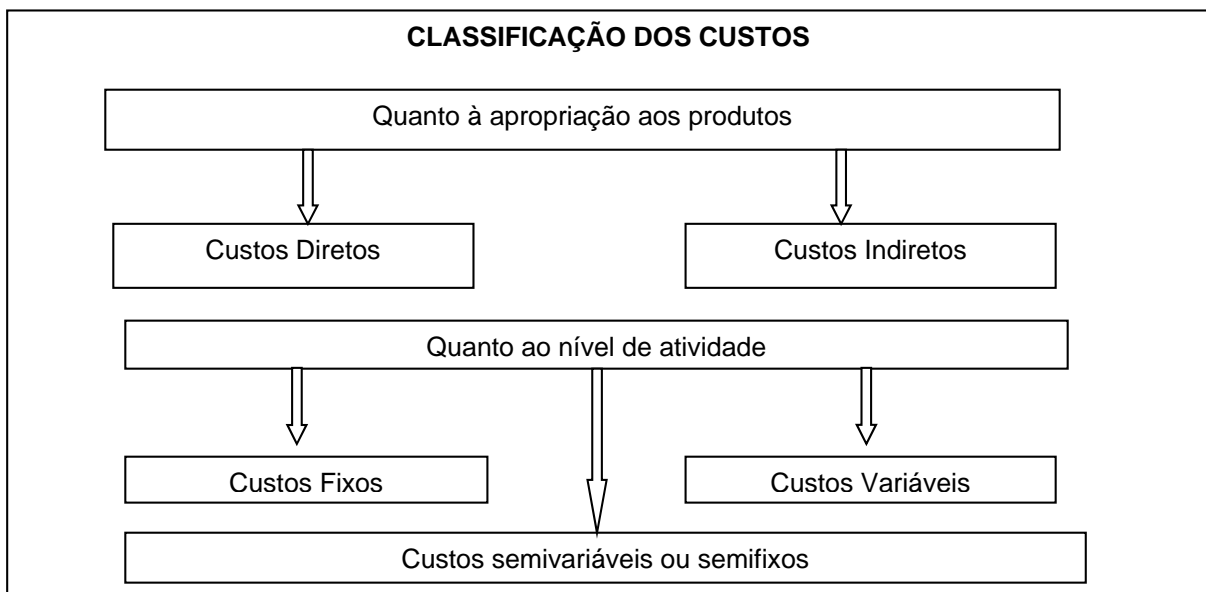 CLASSIFICAÇÃO DOS CUSTOS
Quanto à apropriação aos produtos
Custos Diretos
Custos Indiretos
Quanto ao nível de atividade
Custos Fixos
Custos Variáveis
Custos semivariáveis ou semifixos